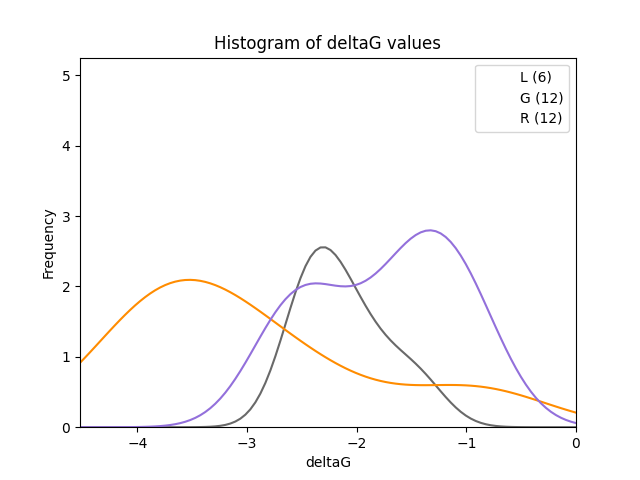 Histogram of deltaG values
L (6)
G (12)
R (12)
5
4
3
2
1
0
Frequency
−4
−3
−2
−1
0
deltaG